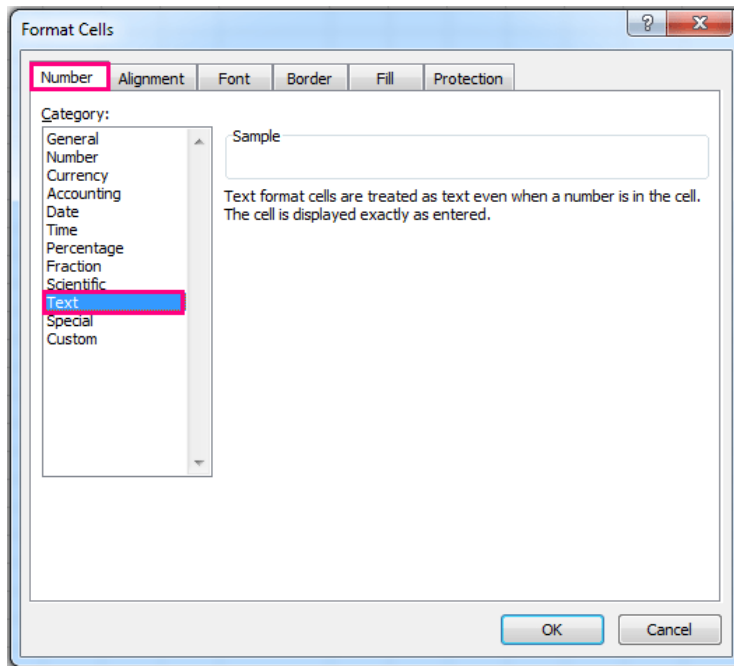 Format Cells
Number Alignment Font Border Fill Protection
Category:
General
Number
Currency
Accounting
Date
Time
Percentage
Fraction
Scientific
Text
Special
Custom
Sample
Text format cells are treated as text even when a number is in the cell.
The cell is displayed exactly as entered.
OK Cancel